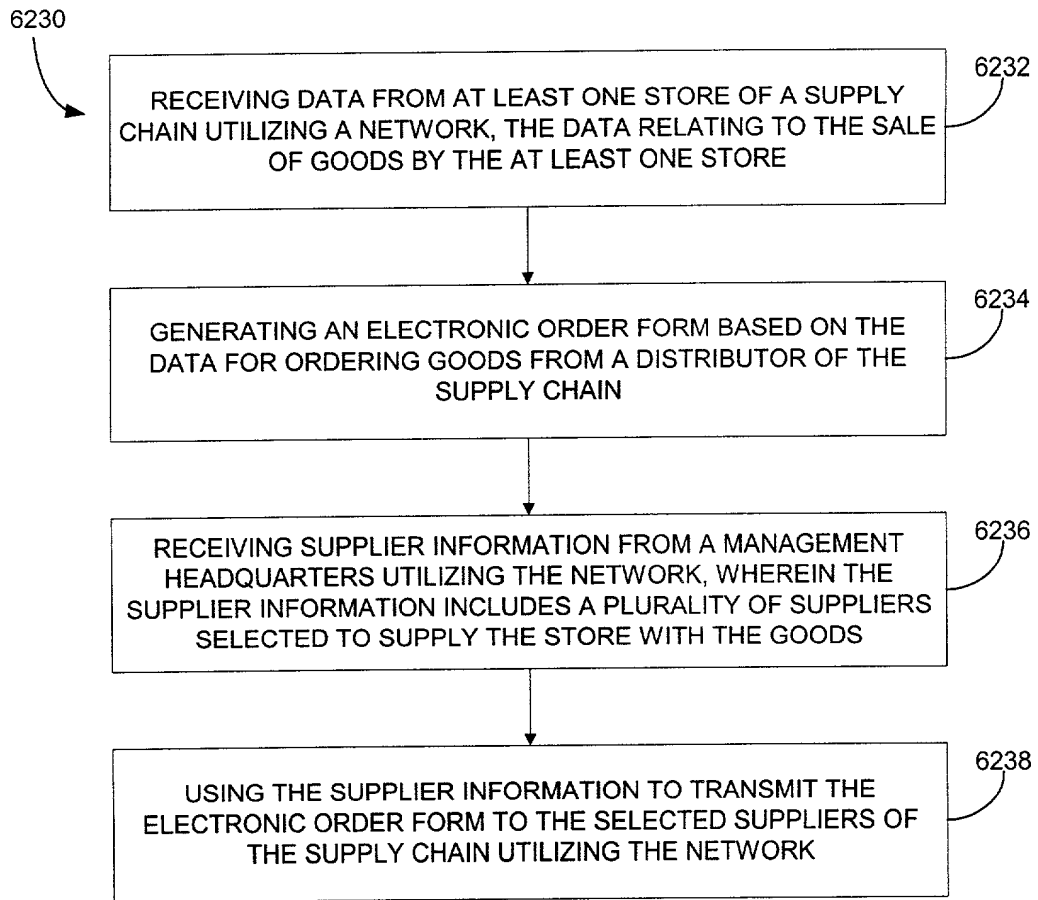 6230
6232
RECEIVING DATA FROM AT LEAST ONE STORE OF A SUPPLY
CHAIN UTILIZING A NETWORK, THE DATA RELATING TO THE SALE
OF GOODS BY THE AT LEAST ONE STORE
6234
GENERATING AN ELECTRONIC ORDER FORM BASED ON THE
DATA FOR ORDERING GOODS FROM A DISTRIBUTOR OF THE
SUPPLY CHAIN
6236
RECEIVING SUPPLIER INFORMATION FROM A MANAGEMENT
HEADQUARTERS UTILIZING THE NETWORK, WHEREIN THE
SUPPLIER INFORMATION INCLUDES A PLURALITY OF SUPPLIERS
SELECTED TO SUPPLY THE STORE WITH THE GOODS
6238
USING THE SUPPLIER INFORMATION TO TRANSMIT THE
ELECTRONIC ORDER FORM TO THE SELECTED SUPPLIERS OF
THE SUPPLY CHAIN UTILIZING THE NETWORK